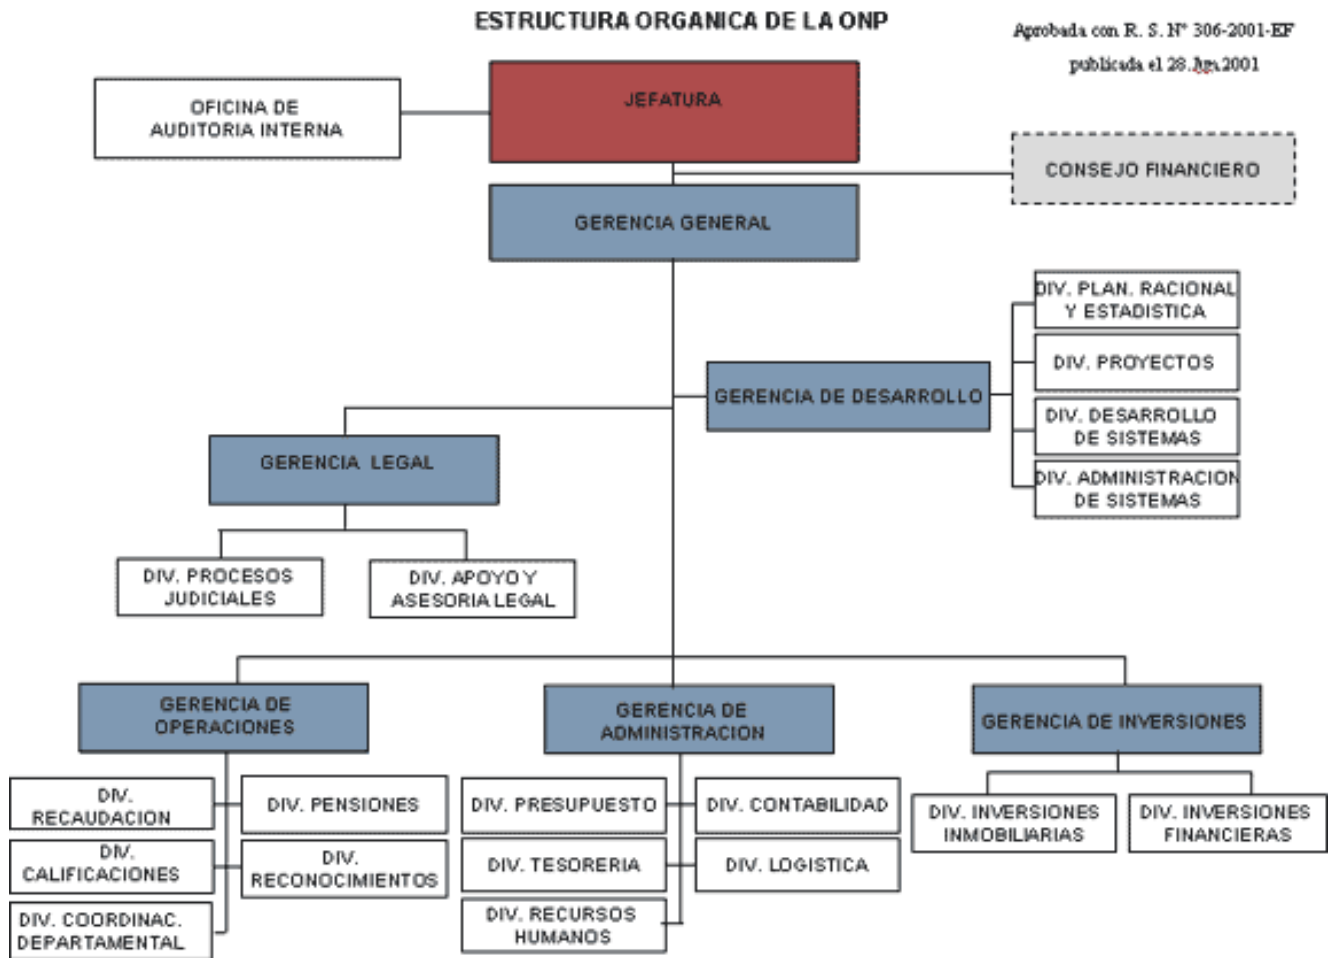 ESTRUCTURA ORGANICA DE LA ONP
Aprobada con R. S. N° 306-2001-EF
publicada el 28.Jun.2001
OFICINA DE
AUDITORIA INTERNA
JEFATURA
CONSEJO FINANCIERO
GERENCIA GENERAL
DIV. PLAN. RACIONAL
Y ESTADISTICA
DIV. PROYECTOS
GERENCIA DE DESARROLLO
DIV. DESARROLLO
DE SISTEMAS
DIV. ADMINISTRACION
DE SISTEMAS
GERENCIA LEGAL
DIV. PROCESOS
JUDICIALES
DIV. APOYO Y
ASESORIA LEGAL
GERENCIA DE
OPERACIONES
GERENCIA DE
ADMINISTRACION
GERENCIA DE INVERSIONES
DIV.
RECAUDACION
DIV. PENSIONES
DIV.
CALIFICACIONES
DIV.
RECONOCIMIENTOS
DIV. COORDINAC.
DEPARTAMENTAL
DIV. PRESUPUESTO
DIV. CONTABILIDAD
DIV. TESORERIA
DIV. LOGISTICA
DIV. RECURSOS
HUMANOS
DIV. INVERSIONES
INMOBILIARIAS
DIV. INVERSIONES
FINANCIERAS